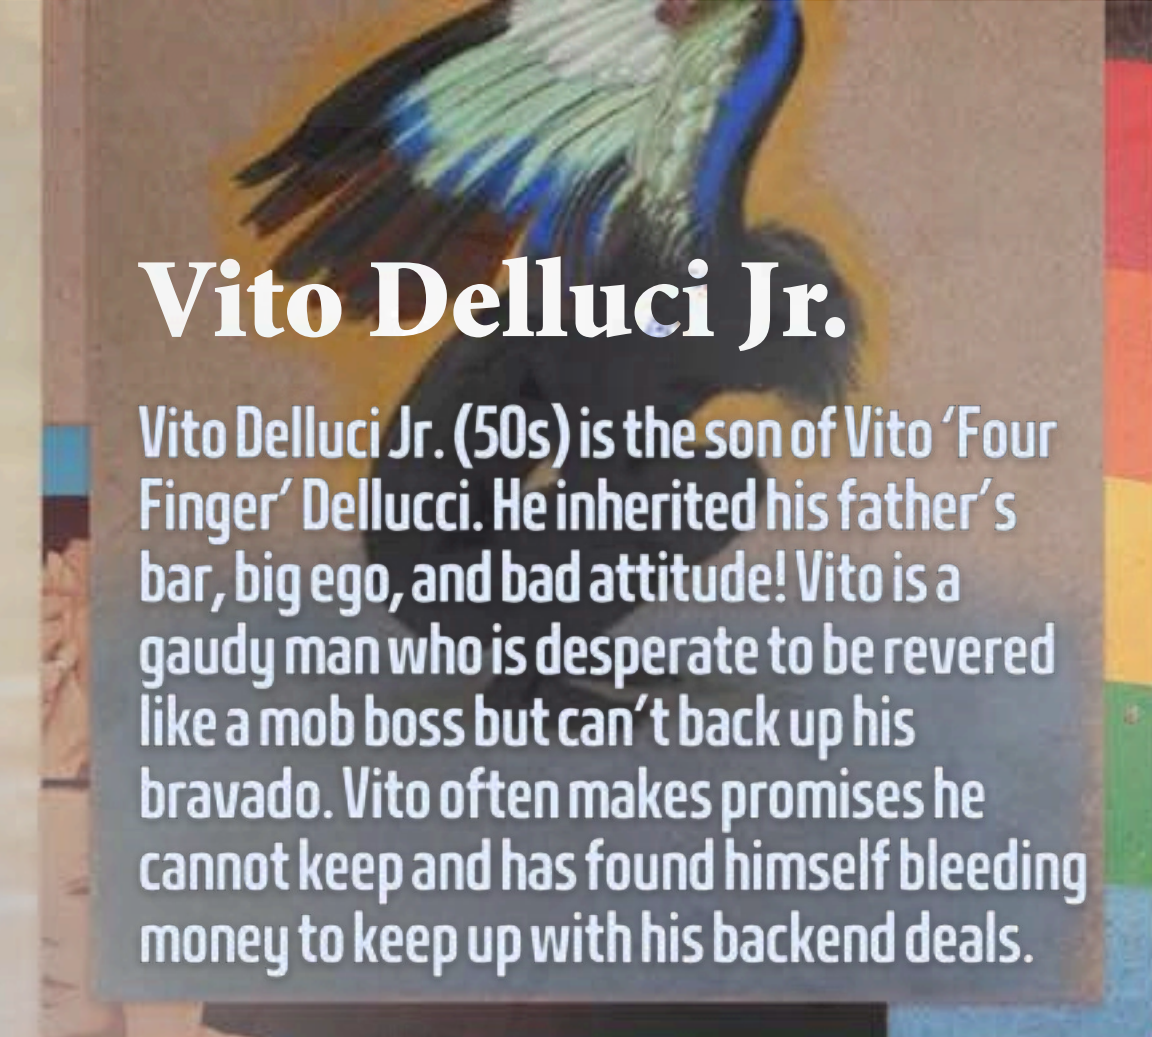 Vito Delluci Jr.
Vito Delluci Jr. (50s) is the son of Vito ‘Four
Finger’ Dellucci. He inherited his father’s
bar, big ego, and bad attitude! Vito is a
gaudy man who is desperate to be revered
like a mob boss but can’t back up his
bravado. Vito often makes promises he
cannot keep and has found himself bleeding
money to keep up with his backend deals.